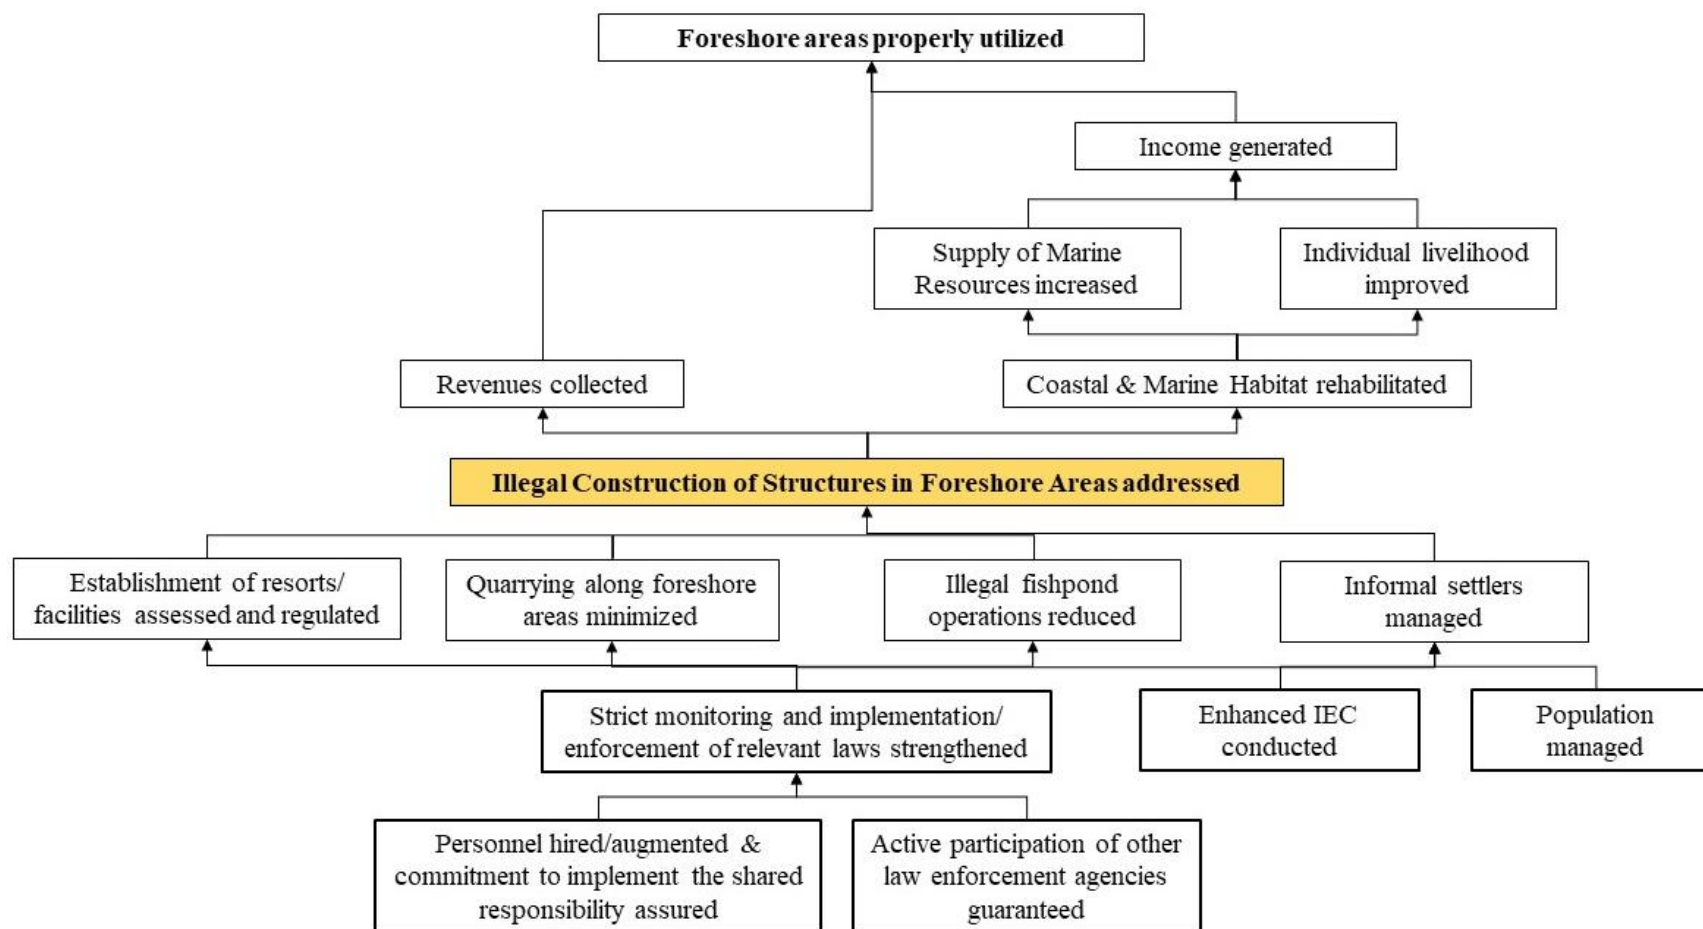 Foreshore areas properly utilized
Income generated
Supply of Marine
Resources increased
Individual livelihood
improved
Revenues collected
Coastal & Marine Habitat rehabilitated
Illegal Construction of Structures in Foreshore Areas addressed
Establishment of resorts/
facilities assessed and regulated
Quarrying along foreshore
areas minimized
Illegal fishpond
operations reduced
Informal settlers
managed
Strict monitoring and implementation/
enforcement of relevant laws strengthened
Enhanced IEC
conducted
Population
managed
Personnel hired/augmented &
commitment to implement the shared
responsibility assured
Active participation of other
law enforcement agencies
guaranteed